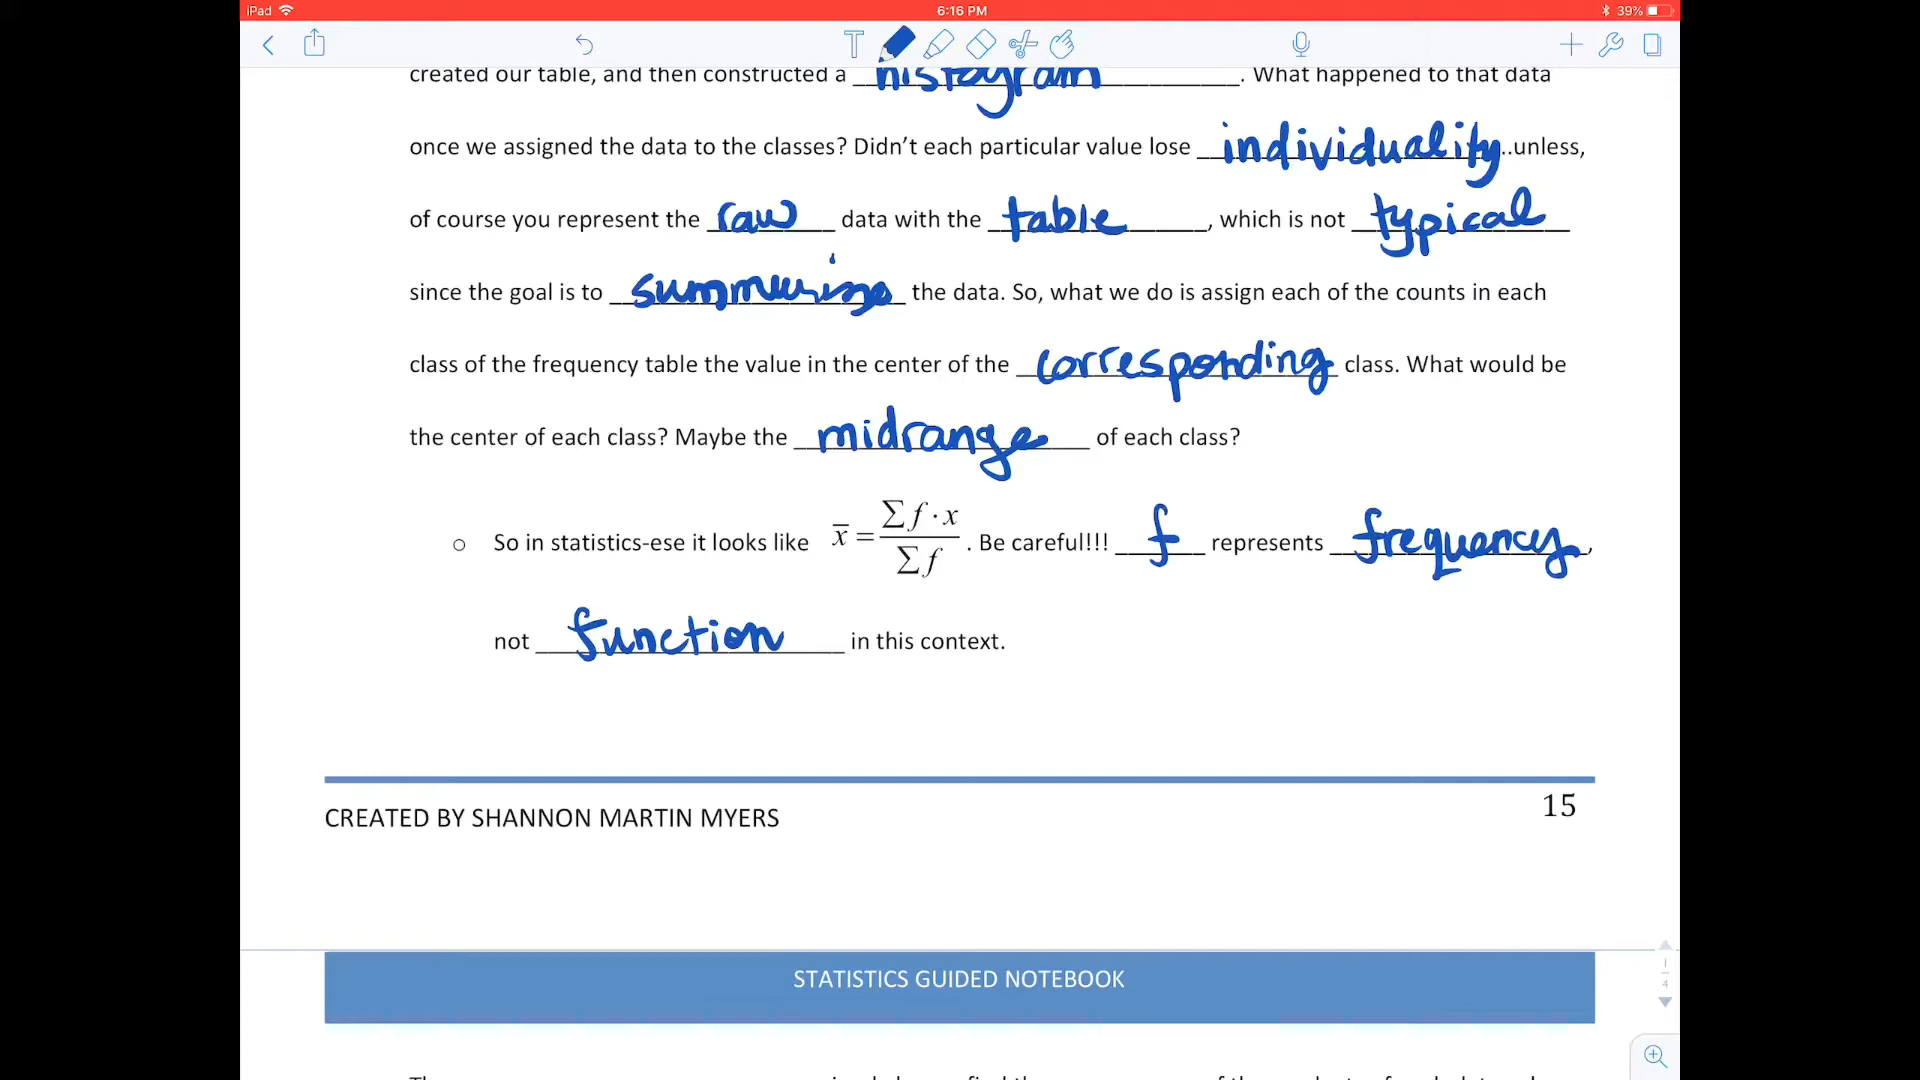 iPad 6:16 PM 39%
T
created our table, and then constructed a histogram. What happened to that data
once we assigned the data to the classes? Didn’t each particular value lose individuality..unless,
of course you represent the raw data with the table, which is not typical
since the goal is to summarize the data. So, what we do is assign each of the counts in each
class of the frequency table the value in the center of the corresponding class. What would be
the center of each class? Maybe the midrange of each class?
○ So in statistics-ese it looks like x̄ = ∑f·x / ∑f. Be careful!!! f represents frequency,
not function in this context.
CREATED BY SHANNON MARTIN MYERS 15
1
4
STATISTICS GUIDED NOTEBOOK